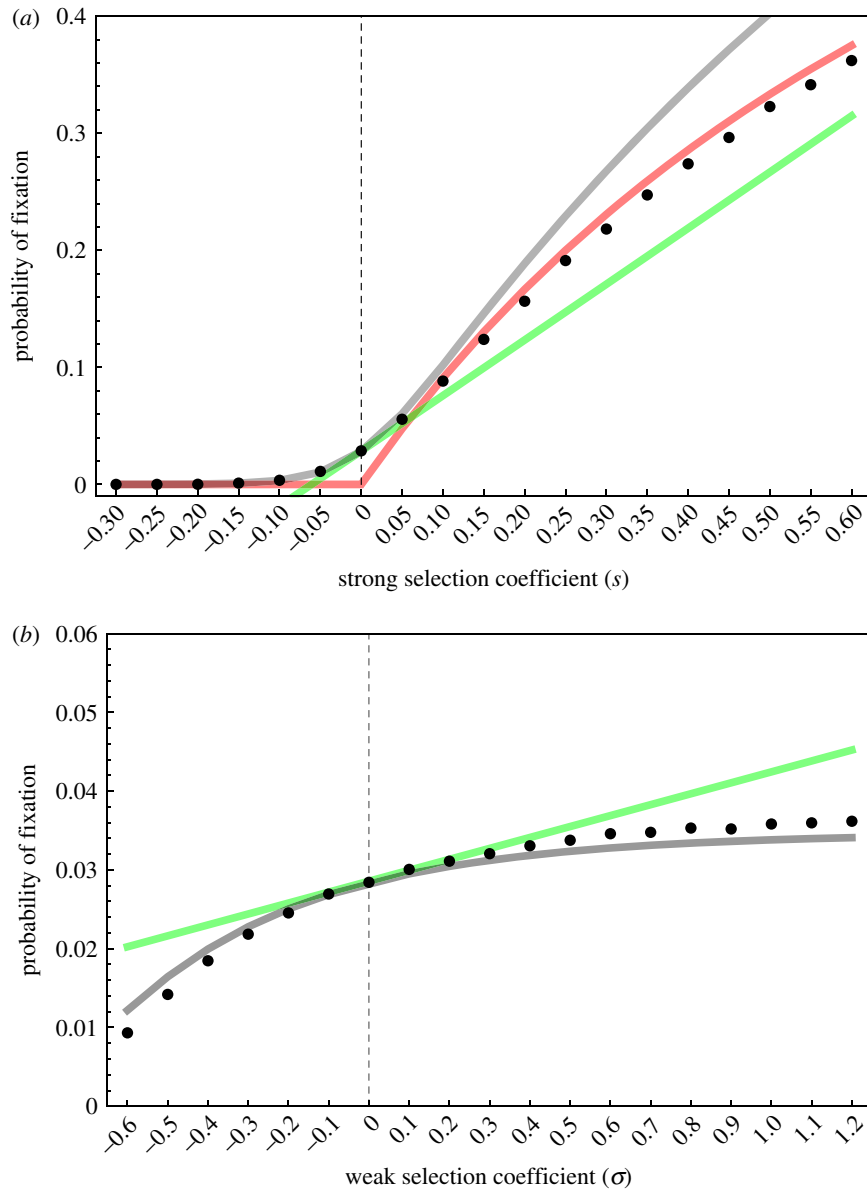 (a)
0.4
0.3
0.2
0.1
0
probability of fixation
–0.30 –0.25 –0.20 –0.15 –0.10 –0.05 0 0.05 0.10 0.15 0.20 0.25 0.30 0.35 0.40 0.45 0.50 0.55 0.60
strong selection coefficient (s)
(b)
0.06
0.05
0.04
0.03
0.02
0.01
0
probability of fixation
–0.6 –0.5 –0.4 –0.3 –0.2 –0.1 0 0.1 0.2 0.3 0.4 0.5 0.6 0.7 0.8 0.9 1.0 1.1 1.2
weak selection coefficient (σ)